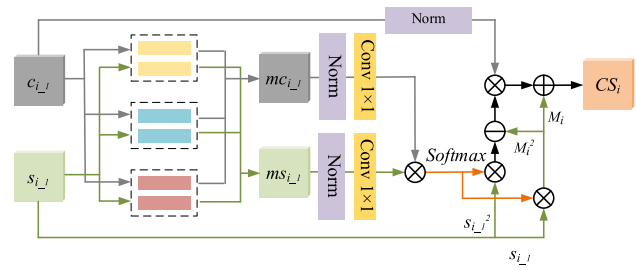 Norm
c_{i_1}
mc_{i_1}
Norm
Conv 1×1
CS_i
M_i
M_i^2
s_{i_1}
ms_{i_1}
Norm
Conv 1×1
Softmax
s_{i_1}^2
s_{i_1}